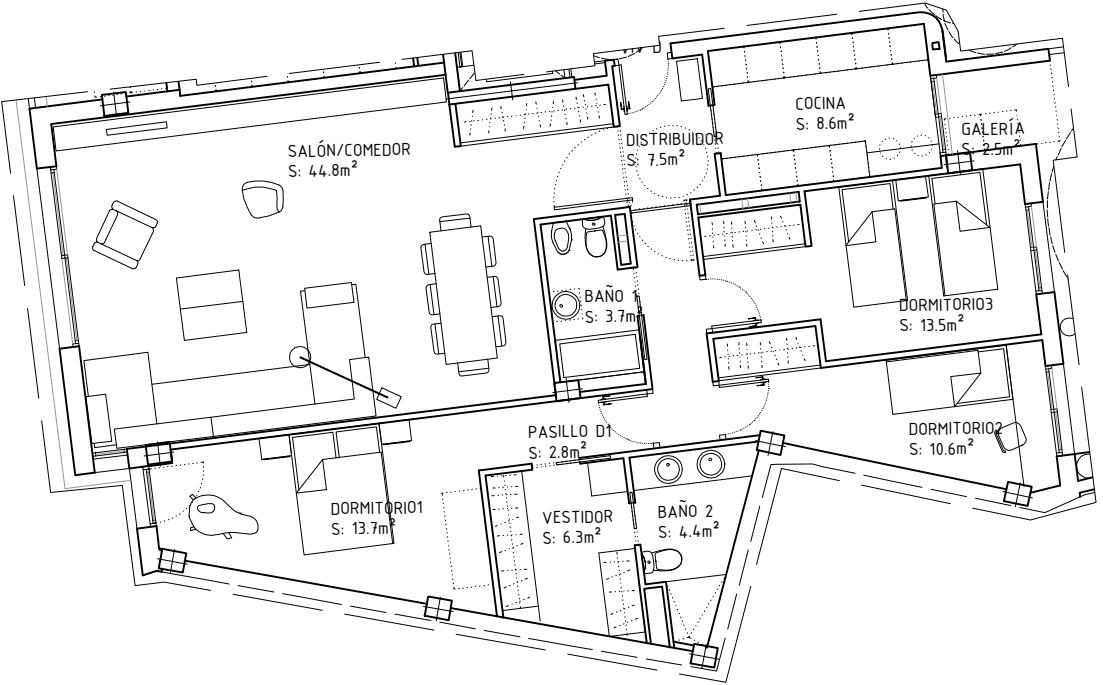 COCINA
S: 8.6m²
SALÓN/COMEDOR
S: 44.8m²
DISTRIBUIDOR
S: 7.5m²
GALERÍA
S: 2.5m²
BAÑO 1
S: 3.7m²
DORMITORIO3
S: 13.5m²
PASILLO D1
S: 2.8m²
DORMITORIO2
S: 10.6m²
DORMITORIO1
S: 13.7m²
VESTIDOR
S: 6.3m²
BAÑO 2
S: 4.4m²